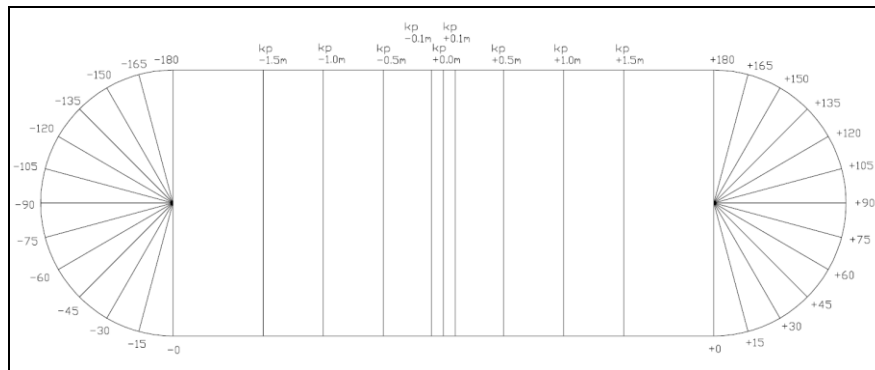 kp
-0.1m
kp
+0.1m
kp
-1.5m
kp
-1.0m
kp
-0.5m
kp
+0.0m
kp
+0.5m
kp
+1.0m
kp
+1.5m
-180
-165
-150
-135
-120
-105
-90
-75
-60
-45
-30
-15
-0
+180
+165
+150
+135
+120
+105
+90
+75
+60
+45
+30
+15
+0